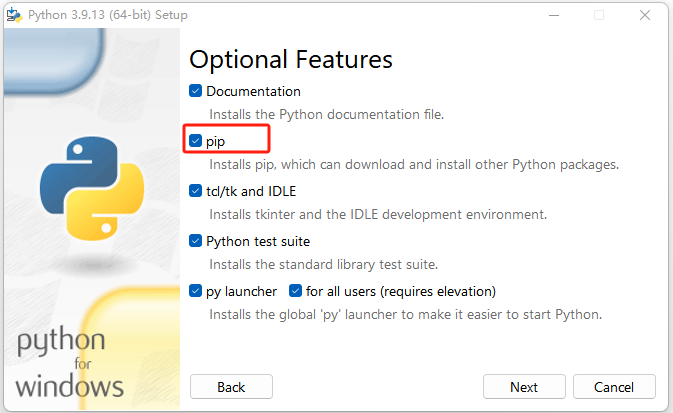 Python 3.9.13 (64-bit) Setup
Optional Features
Documentation
Installs the Python documentation file.
pip
Installs pip, which can download and install other Python packages.
tcl/tk and IDLE
Installs tkinter and the IDLE development environment.
Python test suite
Installs the standard library test suite.
py launcher for all users (requires elevation)
Installs the global 'py' launcher to make it easier to start Python.
python
for
windows
Back Next Cancel